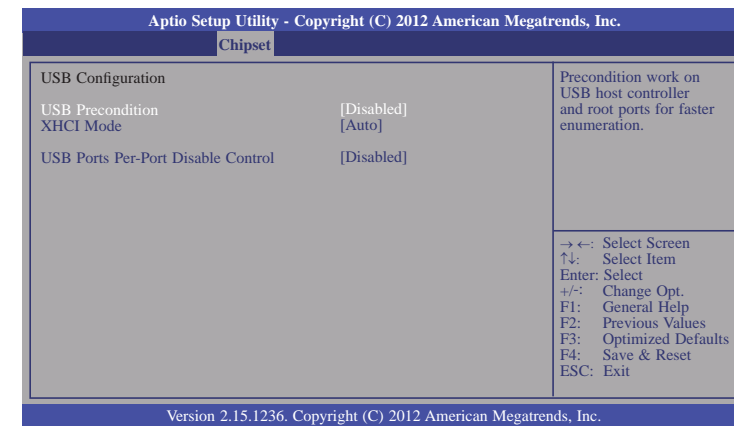 Aptio Setup Utility - Copyright (C) 2012 American Megatrends, Inc.
Chipset
USB Configuration
USB Precondition [Disabled]
XHCI Mode [Auto]
USB Ports Per-Port Disable Control [Disabled]
Precondition work on
USB host controller
and root ports for faster
enumeration.
→ ←: Select Screen
↑↓: Select Item
Enter: Select
+/-: Change Opt.
F1: General Help
F2: Previous Values
F3: Optimized Defaults
F4: Save & Reset
ESC: Exit
Version 2.15.1236. Copyright (C) 2012 American Megatrends, Inc.